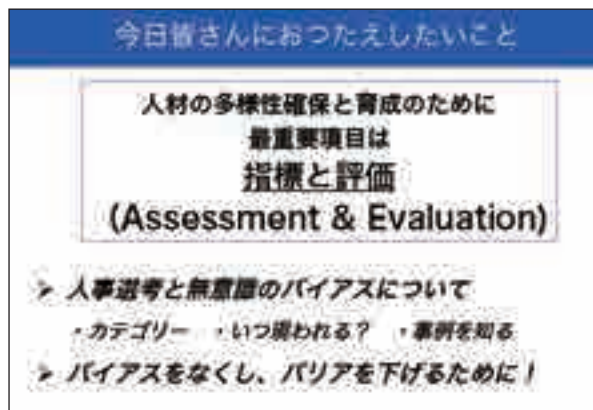 今日皆さんにおつたえしたいこと
人材の多様性確保と育成のために
最重要項目は
指標と評価
(Assessment & Evaluation)
➢ 人事選考と無意識のバイアスについて
・カテゴリー ・いつ現われる? ・事例を知る
➢ バイアスをなくし、バリアを下げるために!